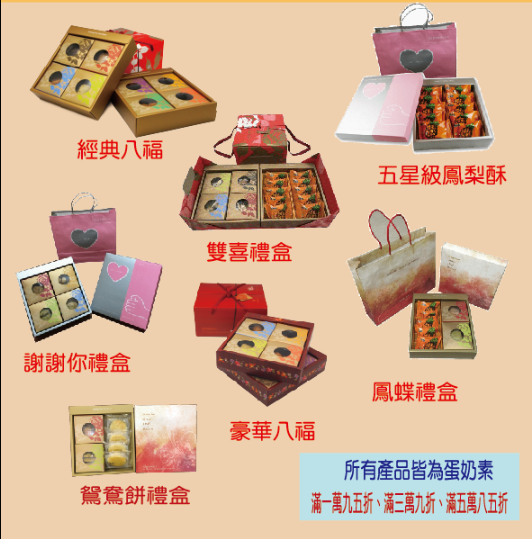 經典八福
五星級鳳梨酥
雙喜禮盒
謝謝你禮盒
鳳蝶禮盒
豪華八福
鴛鴦餅禮盒
所有產品皆為蛋奶素
滿一萬九五折、滿三萬九折、滿五萬八五折